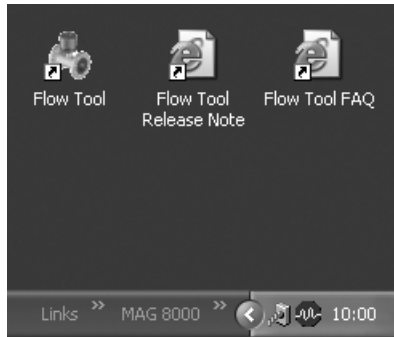 Flow Tool
Flow Tool
Release Note
Flow Tool FAQ
Links »
MAG 8000 »
10:00